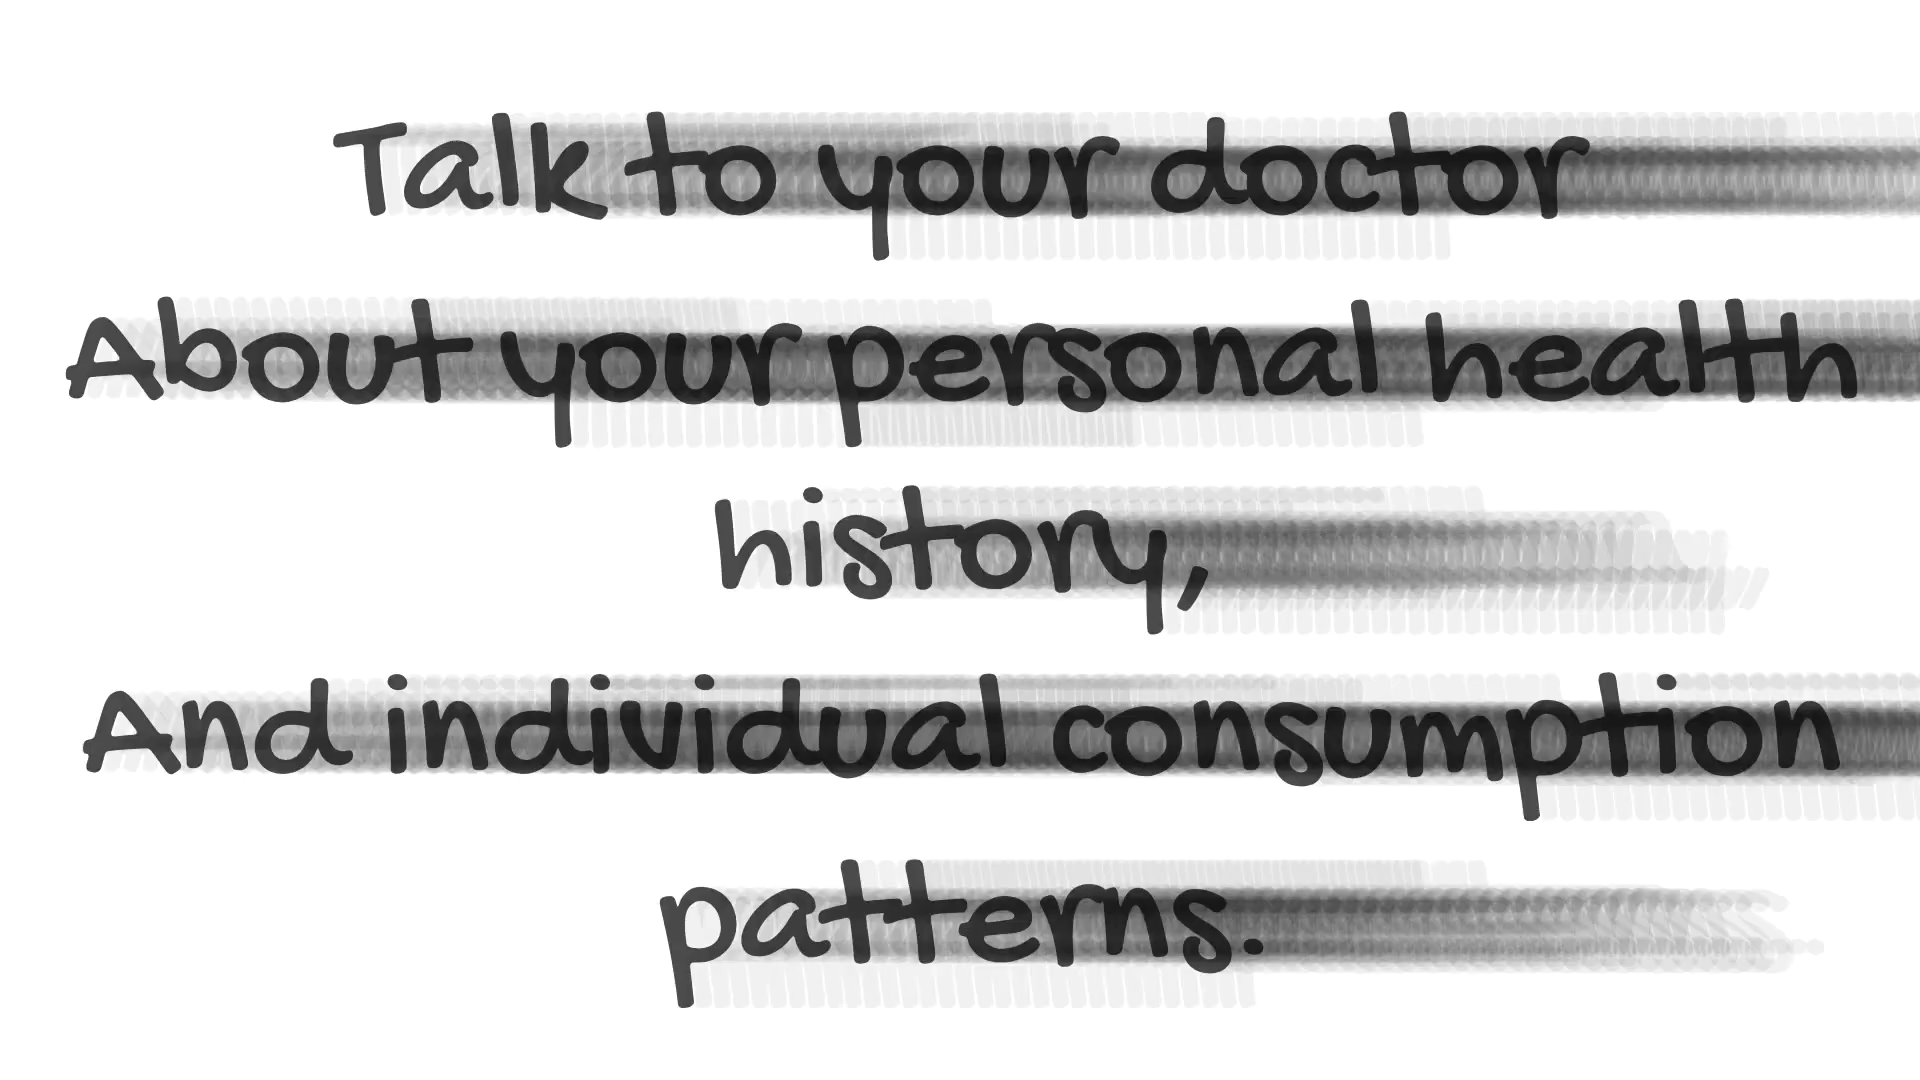 Talk to your doctor
About your personal health
history,
And individual consumption
patterns.